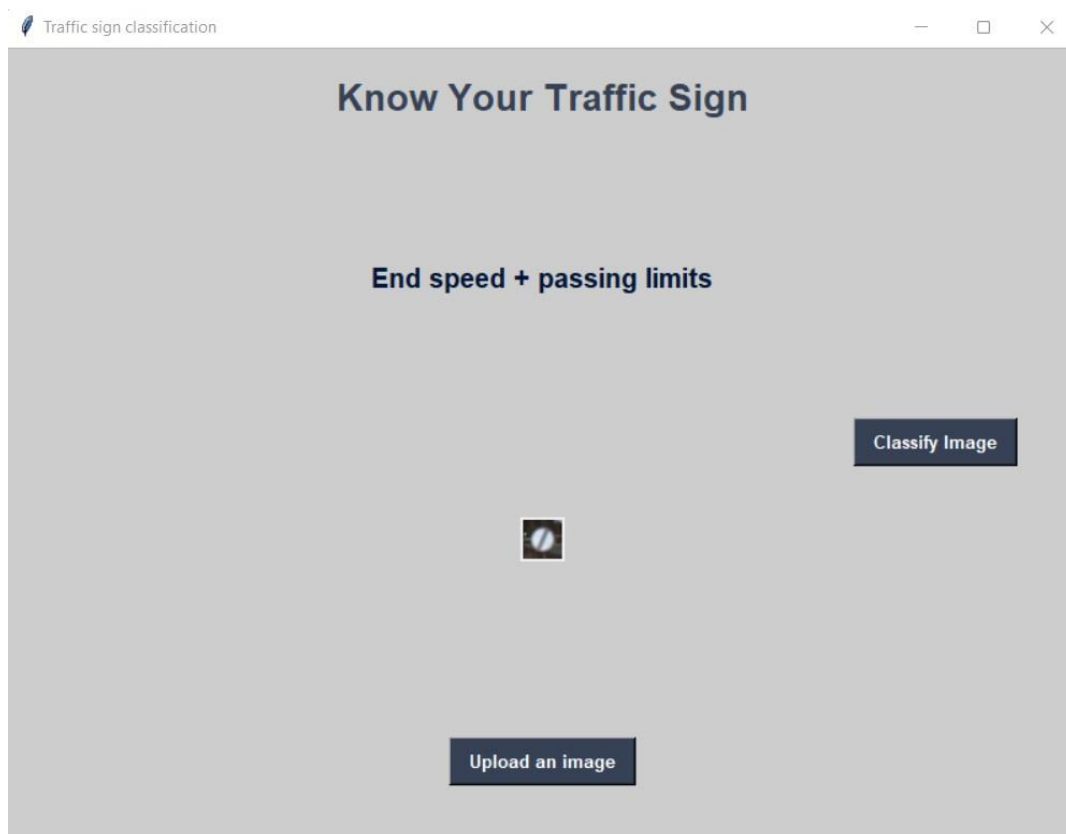 Traffic sign classification
Know Your Traffic Sign
End speed + passing limits
Classify Image
Upload an image